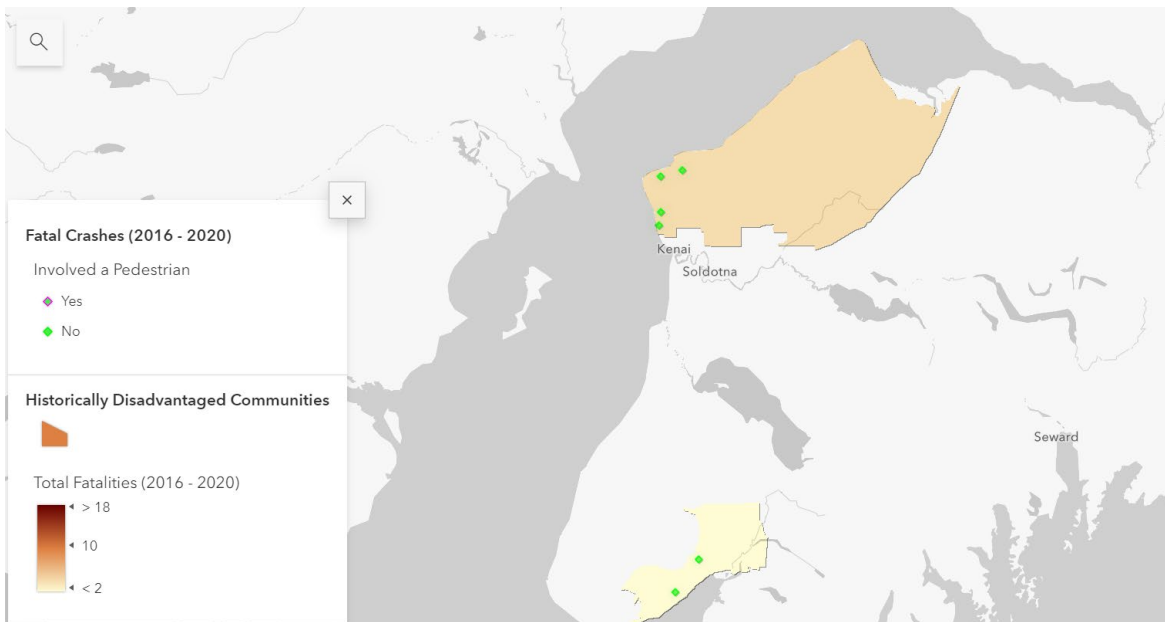 Fatal Crashes (2016 - 2020)
Involved a Pedestrian
Yes
No
Historically Disadvantaged Communities
Total Fatalities (2016 - 2020)
> 18
10
< 2
Kenai
Soldotna
Seward